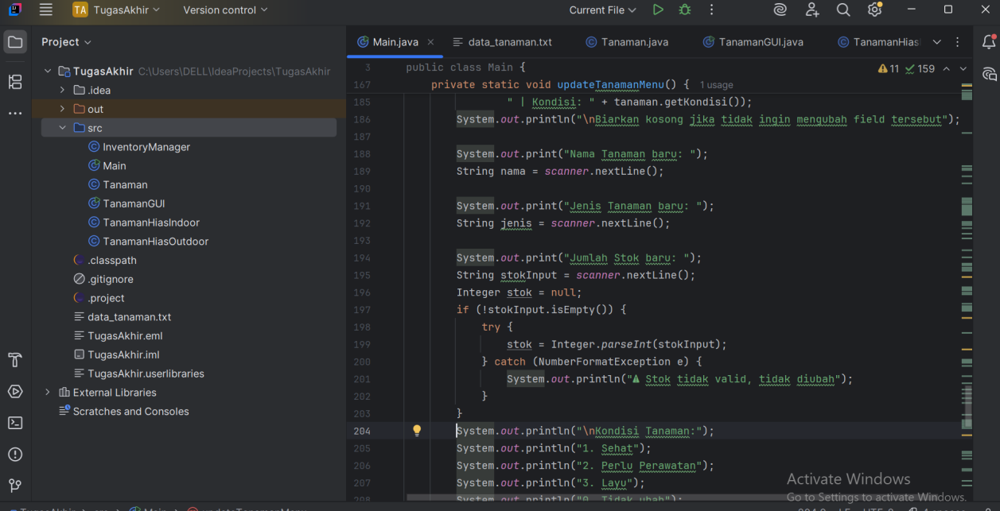 TA TugasAkhir Version control Current File
Project
Main.java data_tanaman.txt Tanaman.java TanamanGUI.java TanamanHias
TugasAkhir C:\Users\DELL\IdeaProjects\TugasAkhir
.idea
out
src
InventoryManager
Main
Tanaman
TanamanGUI
TanamanHiasIndoor
TanamanHiasOutdoor
.classpath
.gitignore
.project
data_tanaman.txt
TugasAkhir.eml
TugasAkhir.iml
TugasAkhir.userlibraries
External Libraries
Scratches and Consoles
11 159
3 public class Main {
167 private static void updateTanamanMenu() { 1 usage
185 " | Kondisi: " + tanaman.getKondisi());
186 System.out.println("\nBiarkan kosong jika tidak ingin mengubah field tersebut");
187
188 System.out.print("Nama Tanaman baru: ");
189 String nama = scanner.nextLine();
190
191 System.out.print("Jenis Tanaman baru: ");
192 String jenis = scanner.nextLine();
193
194 System.out.print("Jumlah Stok baru: ");
195 String stokInput = scanner.nextLine();
196 Integer stok = null;
197 if (!stokInput.isEmpty()) {
198 try {
199 stok = Integer.parseInt(stokInput);
200 } catch (NumberFormatException e) {
201 System.out.println("⚠ Stok tidak valid, tidak diubah");
202 }
203 }
204 System.out.println("\nKondisi Tanaman:");
205 System.out.println("1. Sehat");
206 System.out.println("2. Perlu Perawatan");
207 System.out.println("3. Layu");
208 System.out.println("0. Tidak ubah");
Activate Windows
Go to Settings to activate Windows.
TugasAkhir src Main updateTanamanMenu